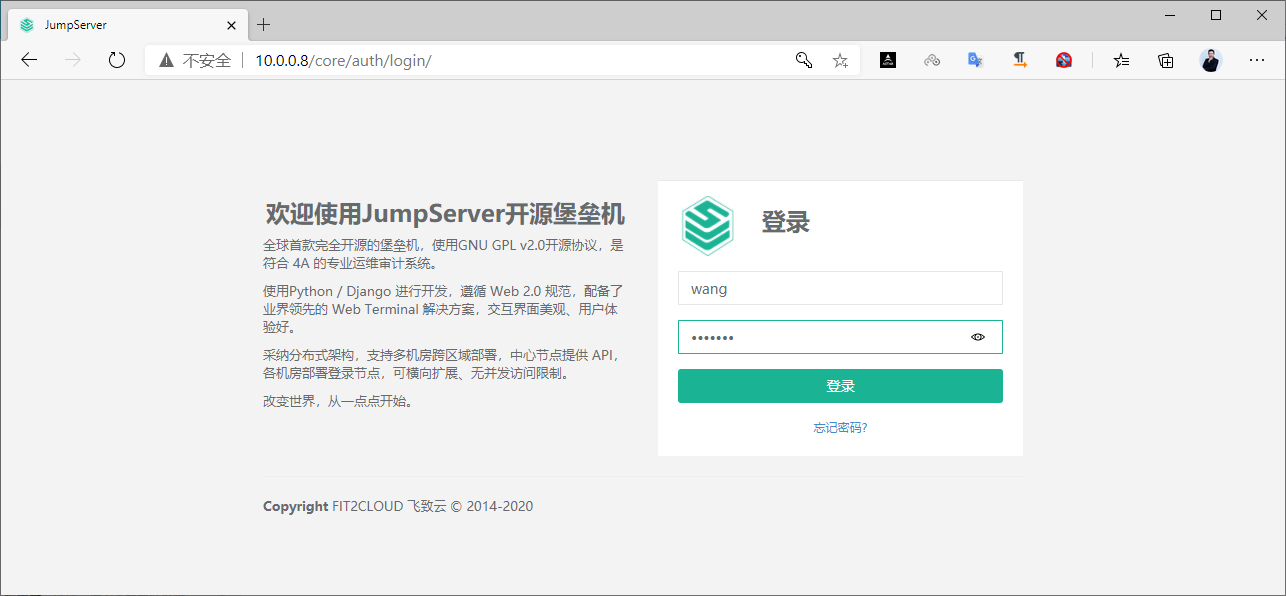 JumpServer
不安全
10.0.0.8/core/auth/login/
欢迎使用JumpServer开源堡垒机
全球首款完全开源的堡垒机，使用GNU GPL v2.0开源协议，是
符合 4A 的专业运维审计系统。
使用Python / Django 进行开发，遵循 Web 2.0 规范，配备了
业界领先的 Web Terminal 解决方案，交互界面美观、用户体
验好。
采纳分布式架构，支持多机房跨区域部署，中心节点提供 API，
各机房部署登录节点，可横向扩展、无并发访问限制。
改变世界，从一点点开始。
登录
wang
•••••••
登录
忘记密码?
Copyright FIT2CLOUD 飞致云 © 2014-2020